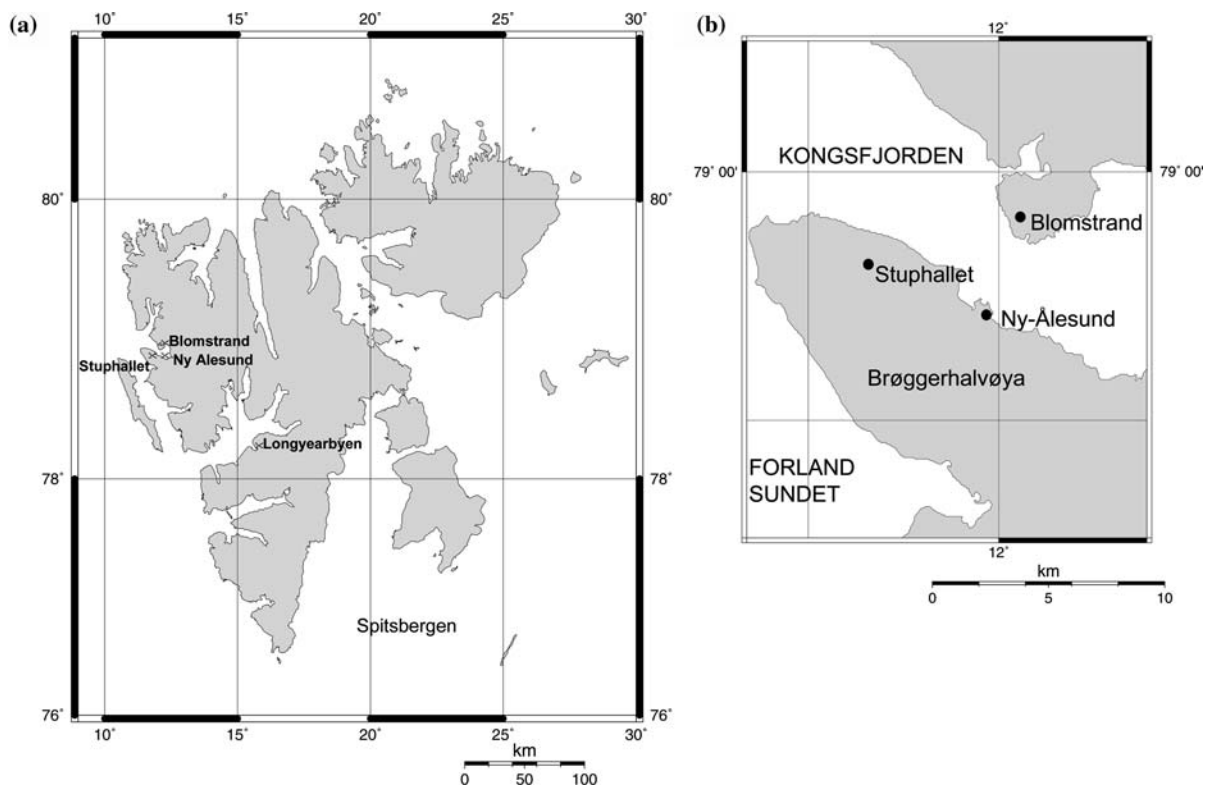 (a)
10˚ 15˚ 20˚ 25˚ 30˚
80˚
80˚
Blomstrand
Stuphallet
Ny Alesund
Longyearbyen
78˚
78˚
Spitsbergen
76˚
76˚
10˚ 15˚ 20˚ 25˚ 30˚
km
0 50 100
(b)
12˚
KONGSFJORDEN
79˚ 00'
79˚ 00'
Blomstrand
Stuphallet
Ny-Ålesund
Brøggerhalvøya
FORLAND
SUNDET
12˚
km
0 5 10